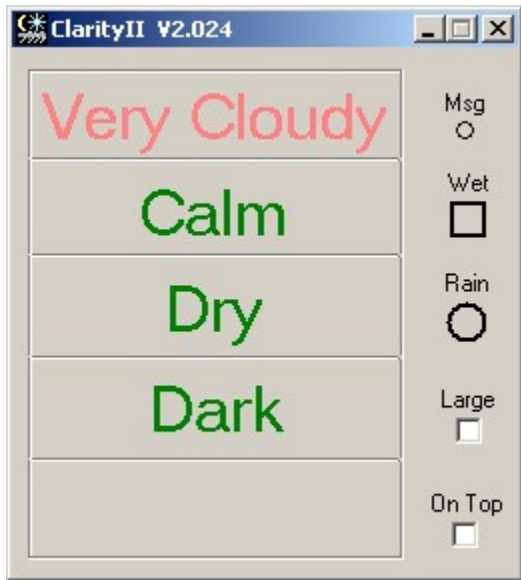 ClarityII V2.024
Very Cloudy
Msg
Calm
Wet
Dry
Rain
Dark
Large
On Top